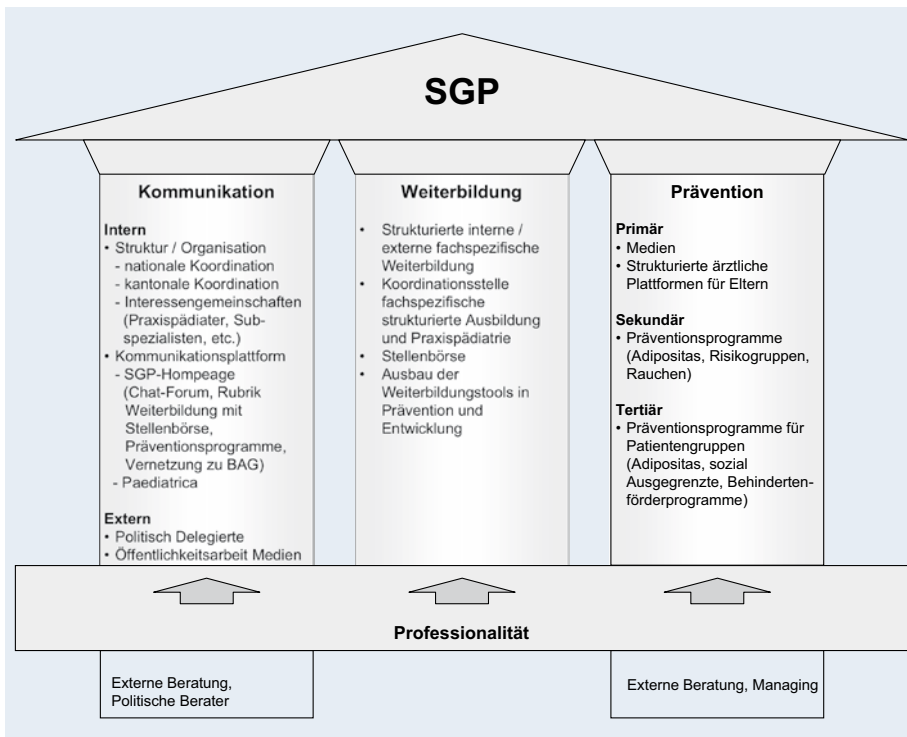 SGP
Kommunikation
Intern
• Struktur / Organisation
- nationale Koordination
- kantonale Koordination
- Interessengemeinschaften
(Praxispädiater, Sub-
spezialisten, etc.)
• Kommunikationsplattform
- SGP-Hompeage
(Chat-Forum, Rubrik
Weiterbildung mit
Stellenbörse,
Präventionsprogramme,
Vernetzung zu BAG)
- Paediatrica
Extern
• Politisch Delegierte
• Öffentlichkeitsarbeit Medien
Weiterbildung
• Strukturierte interne /
externe fachspezifische
Weiterbildung
• Koordinationsstelle
fachspezifische
strukturierte Ausbildung
und Praxispädiatrie
• Stellenbörse
• Ausbau der
Weiterbildungstools in
Prävention und
Entwicklung
Prävention
Primär
• Medien
• Strukturierte ärztliche
Plattformen für Eltern
Sekundär
• Präventionsprogramme
(Adipositas, Risikogruppen,
Rauchen)
Tertiär
• Präventionsprogramme für
Patientengruppen
(Adipositas, sozial
Ausgegrenzte, Behinderten-
förderprogramme)
Professionalität
Externe Beratung,
Politische Berater
Externe Beratung, Managing